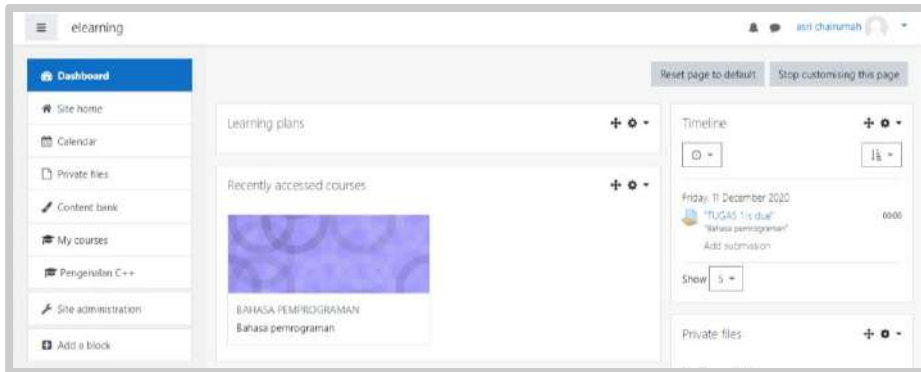 elearning
asri chairumah
Dashboard
Site home
Calendar
Private files
Content bank
My courses
Pengenalan C++
Site administration
Add a block
Reset page to default
Stop customising this page
Learning plans
Recently accessed courses
BAHASA PEMPROGRAMAN
Bahasa pemrograman
Timeline
Friday, 11 December 2020
"TUGAS 1 is due"
00:00
"Bahasa pemrograman"
Add submission
Show 5
Private files